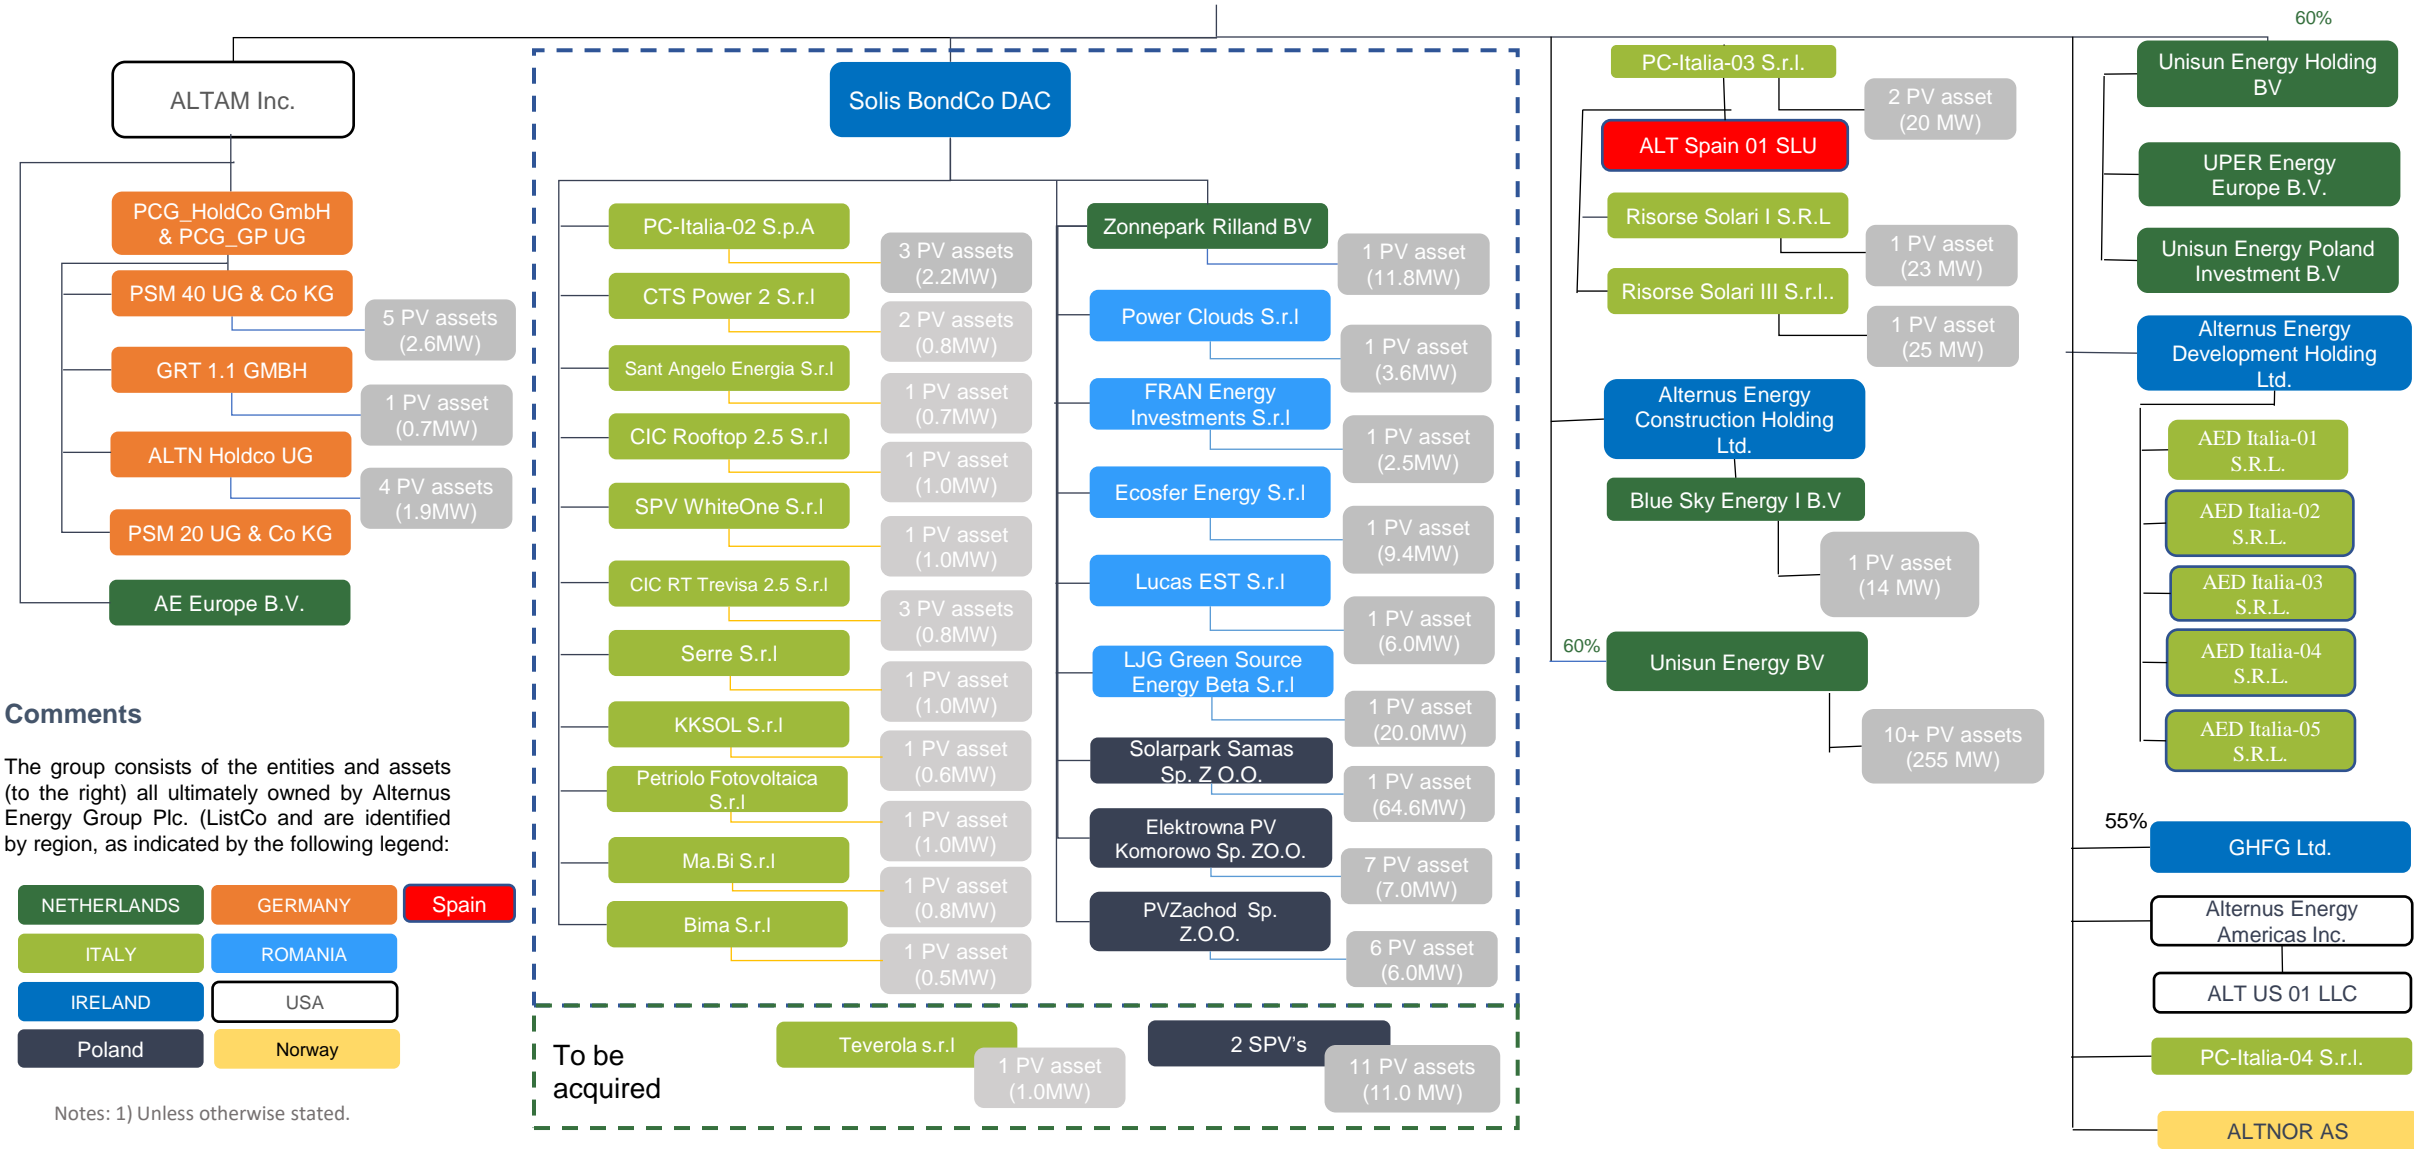 ALTAM Inc.
PCG_HoldCo GmbH
& PCG_GP UG
PSM 40 UG & Co KG
5 PV assets
(2.6MW)
GRT 1.1 GMBH
1 PV asset
(0.7MW)
ALTN Holdco UG
4 PV assets
(1.9MW)
PSM 20 UG & Co KG
AE Europe B.V.
Comments
The group consists of the entities and assets
(to the right) all ultimately owned by Alternus
Energy Group Plc. (ListCo and are identified
by region, as indicated by the following legend:
NETHERLANDS
GERMANY
Spain
ITALY
ROMANIA
IRELAND
USA
Poland
Norway
Notes: 1) Unless otherwise stated.
Solis BondCo DAC
PC-Italia-02 S.p.A
3 PV assets
(2.2MW)
CTS Power 2 S.r.l
2 PV assets
(0.8MW)
Sant Angelo Energia S.r.l
1 PV asset
(0.7MW)
CIC Rooftop 2.5 S.r.l
1 PV asset
(1.0MW)
SPV WhiteOne S.r.l
1 PV asset
(1.0MW)
CIC RT Trevisa 2.5 S.r.l
3 PV assets
(0.8MW)
Serre S.r.l
1 PV asset
(1.0MW)
KKSOL S.r.l
1 PV asset
(0.6MW)
Petriolo Fotovoltaica
S.r.l
1 PV asset
(1.0MW)
Ma.Bi S.r.l
1 PV asset
(0.8MW)
Bima S.r.l
1 PV asset
(0.5MW)
Zonnepark Rilland BV
1 PV asset
(11.8MW)
Power Clouds S.r.l
1 PV asset
(3.6MW)
FRAN Energy
Investments S.r.l
1 PV asset
(2.5MW)
Ecosfer Energy S.r.l
1 PV asset
(9.4MW)
Lucas EST S.r.l
1 PV asset
(6.0MW)
LJG Green Source
Energy Beta S.r.l
1 PV asset
(20.0MW)
Solarpark Samas
Sp. Z O.O.
1 PV asset
(64.6MW)
Elektrowna PV
Komorowo Sp. ZO.O.
7 PV asset
(7.0MW)
PVZachod Sp.
Z.O.O.
6 PV asset
(6.0MW)
To be
acquired
Teverola s.r.l
1 PV asset
(1.0MW)
2 SPV's
11 PV assets
(11.0 MW)
PC-Italia-03 S.r.l.
2 PV asset
(20 MW)
ALT Spain 01 SLU
Risorse Solari I S.R.L
1 PV asset
(23 MW)
Risorse Solari III S.r.l..
1 PV asset
(25 MW)
Alternus Energy
Construction Holding
Ltd.
Blue Sky Energy I B.V
1 PV asset
(14 MW)
60%
Unisun Energy BV
10+ PV assets
(255 MW)
60%
Unisun Energy Holding
BV
UPER Energy
Europe B.V.
Unisun Energy Poland
Investment B.V
Alternus Energy
Development Holding
Ltd.
AED Italia-01
S.R.L.
AED Italia-02
S.R.L.
AED Italia-03
S.R.L.
AED Italia-04
S.R.L.
AED Italia-05
S.R.L.
55%
GHFG Ltd.
Alternus Energy
Americas Inc.
ALT US 01 LLC
PC-Italia-04 S.r.l.
ALTNOR AS